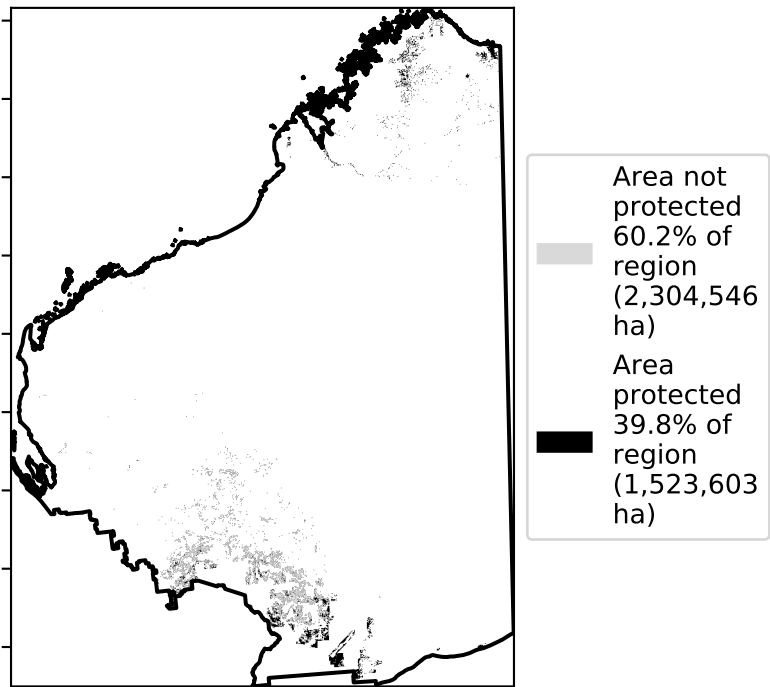 Area not
protected
60.2% of
region
(2,304,546
ha)
Area
protected
39.8% of
region
(1,523,603
ha)